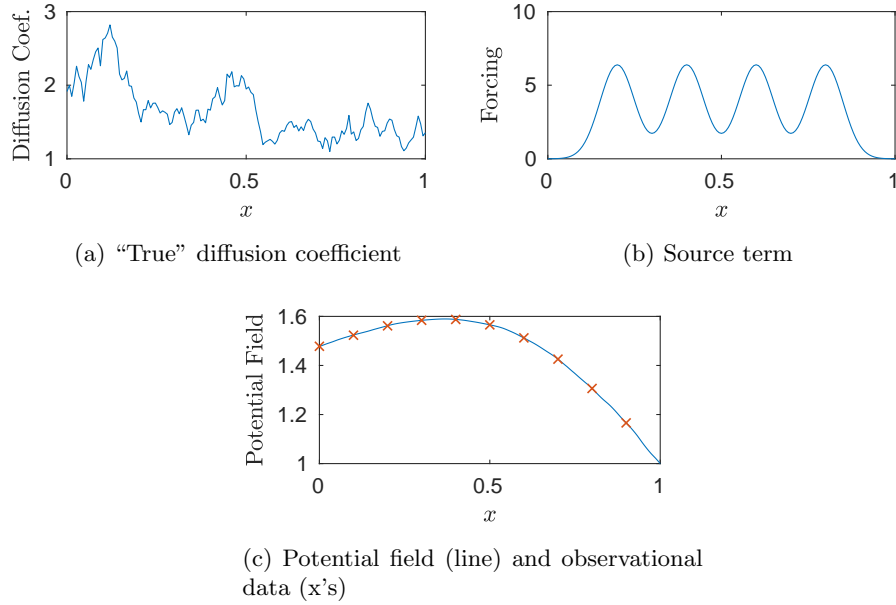 Diffusion Coef.
3
2
1
0
0.5
1
x
(a) “True” diffusion coefficient
Forcing
10
5
0
0
0.5
1
x
(b) Source term
Potential Field
1.6
1.4
1.2
1
0
0.5
1
x
(c) Potential field (line) and observational
data (x's)